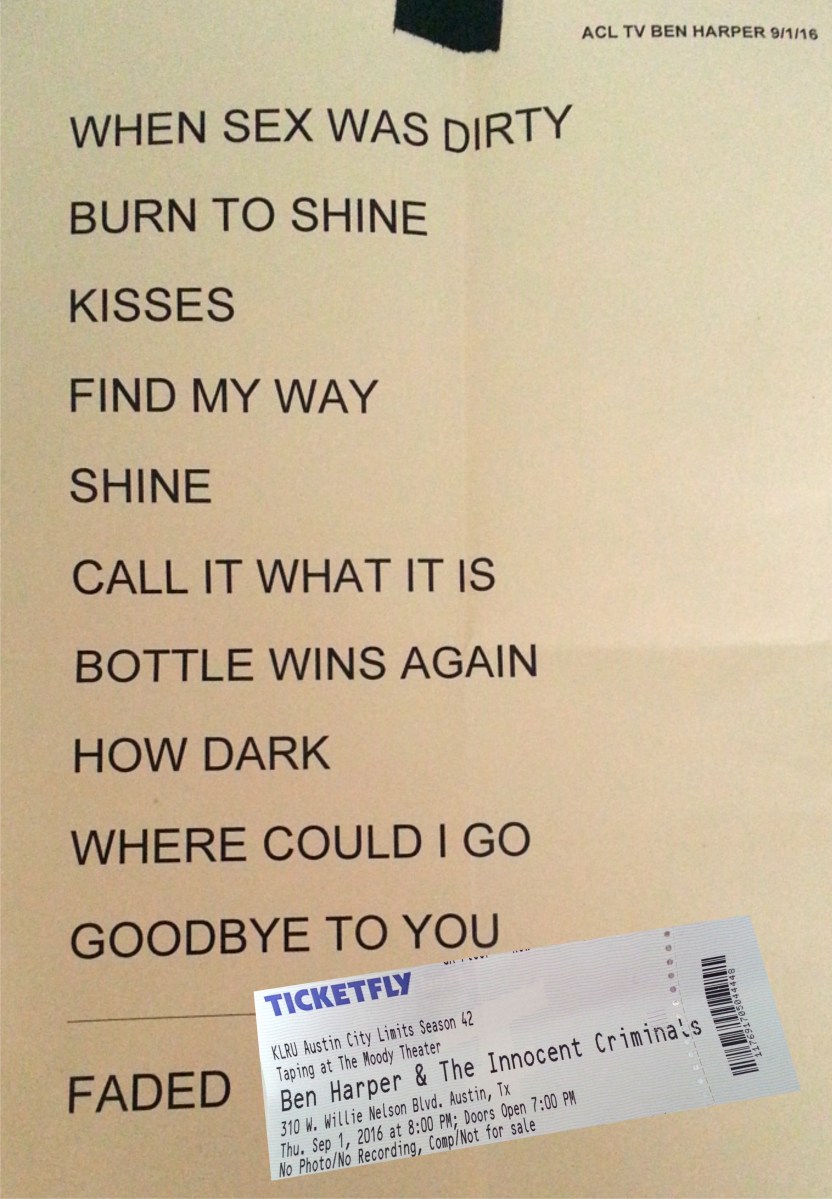 ACL TV BEN HARPER 9/1/16
WHEN SEX WAS DIRTY
BURN TO SHINE
KISSES
FIND MY WAY
SHINE
CALL IT WHAT IT IS
BOTTLE WINS AGAIN
HOW DARK
WHERE COULD I GO
GOODBYE TO YOU
FADED
TICKETFLY
KLRU Austin City Limits Season 42
Taping at The Moody Theater
Ben Harper & The Innocent Criminals
310 W. Willie Nelson Blvd. Austin, Tx
Thu. Sep 1, 2016 at 8:00 PM; Doors Open 7:00 PM
No Photo/No Recording, Comp/Not for sale